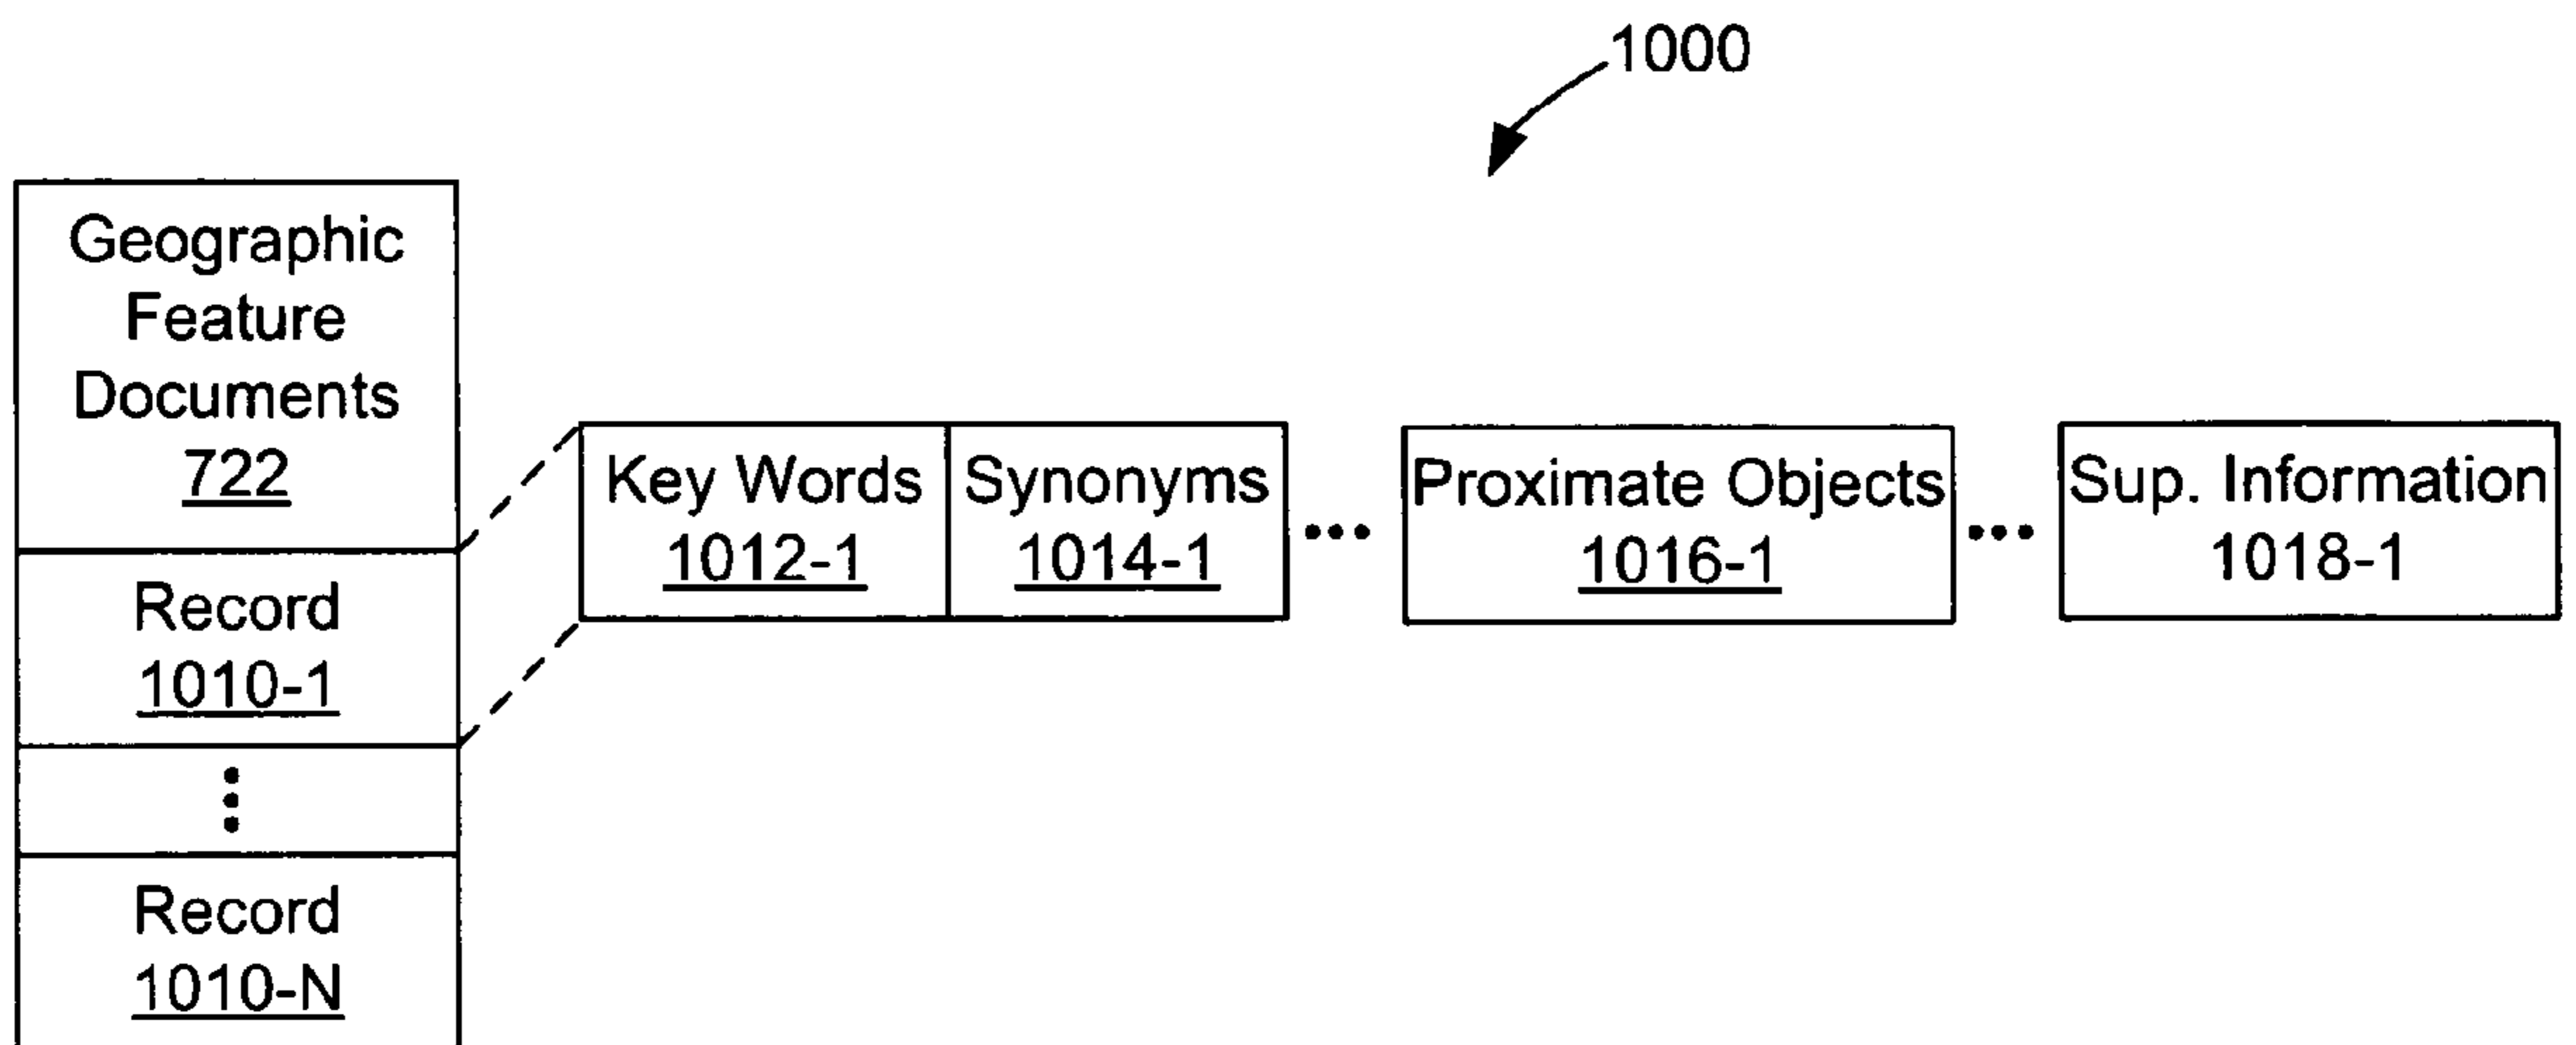 1000
Geographic
Feature
Documents
722
Record
1010-1
Record
1010-N
Key Words
1012-1
Synonyms
1014-1
Proximate Objects
1016-1
Sup. Information
1018-1